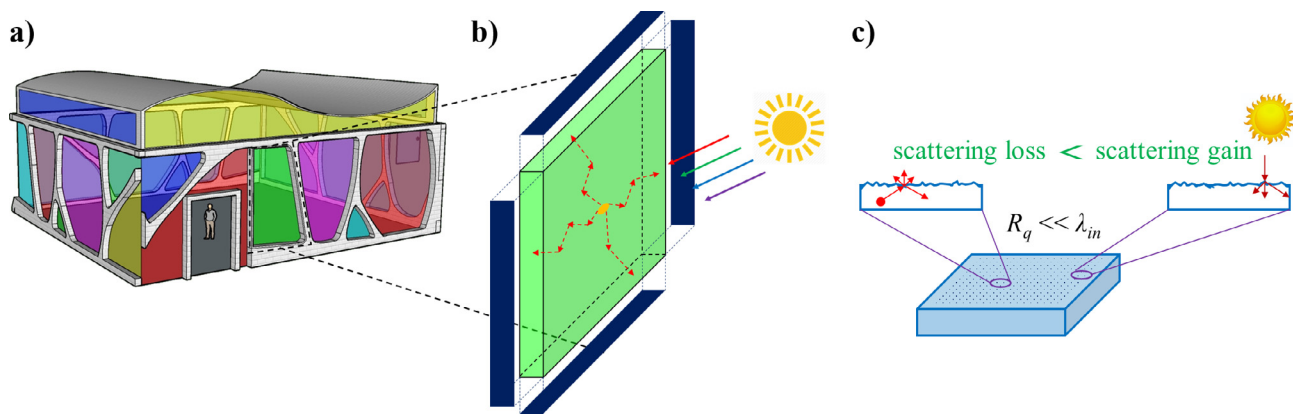 a)
b)
c)
scattering loss < scattering gain
R_q << λ_in